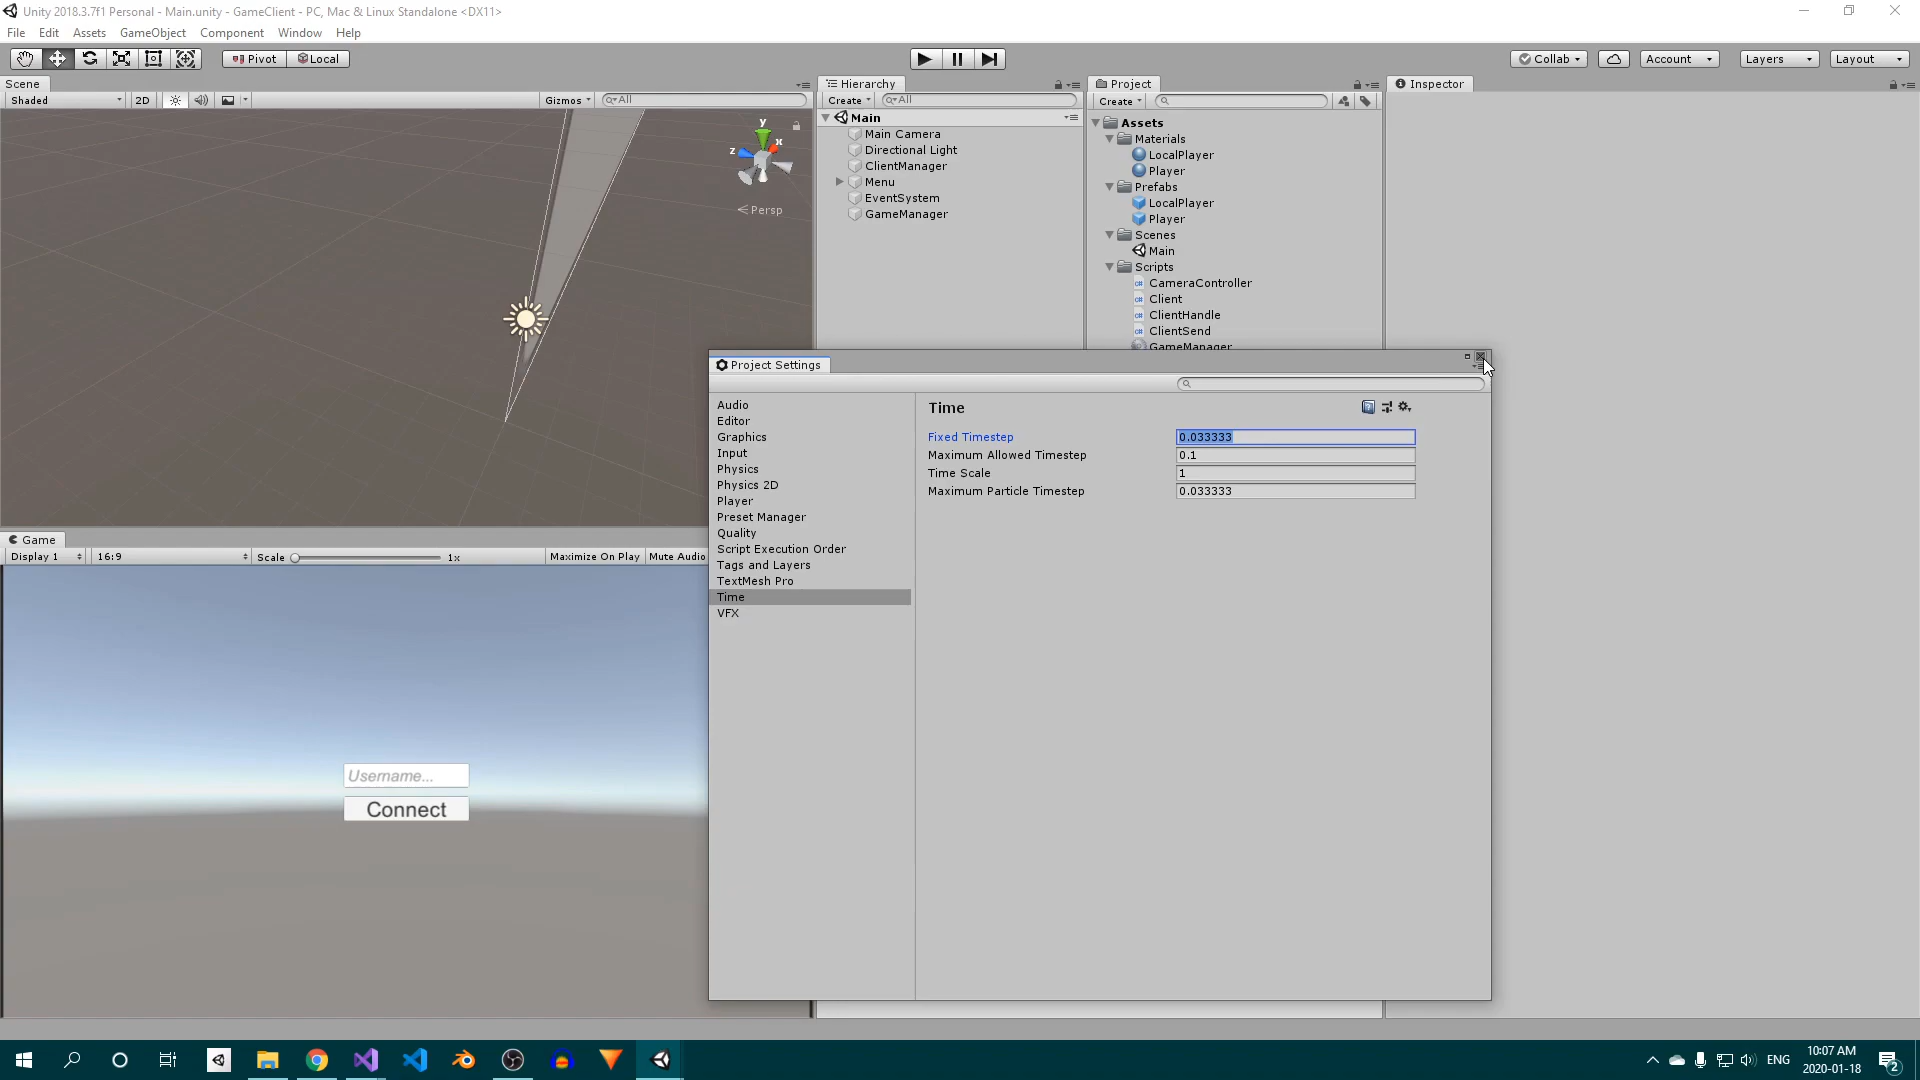 Unity 2018.3.7f1 Personal - Main.unity - GameClient - PC, Mac & Linux Standalone <DX11>
File Edit Assets GameObject Component Window Help
Pivot Local Collab Account Layers Layout
Scene
Shaded 2D Gizmos All
y
x
z
Persp
Hierarchy
Create All
Main
Main Camera
Directional Light
ClientManager
Menu
EventSystem
GameManager
Project
Create
Assets
Materials
LocalPlayer
Player
Prefabs
LocalPlayer
Player
Scenes
Main
Scripts
CameraController
Client
ClientHandle
ClientSend
GameManager
Inspector
Project Settings
Audio
Editor
Graphics
Input
Physics
Physics 2D
Player
Preset Manager
Quality
Script Execution Order
Tags and Layers
TextMesh Pro
Time
VFX
Time
Fixed Timestep 0.033333
Maximum Allowed Timestep 0.1
Time Scale 1
Maximum Particle Timestep 0.033333
Game
Display 1 16:9 Scale 1x Maximize On Play Mute Audio
Username...
Connect
ENG
10:07 AM
2020-01-18
2